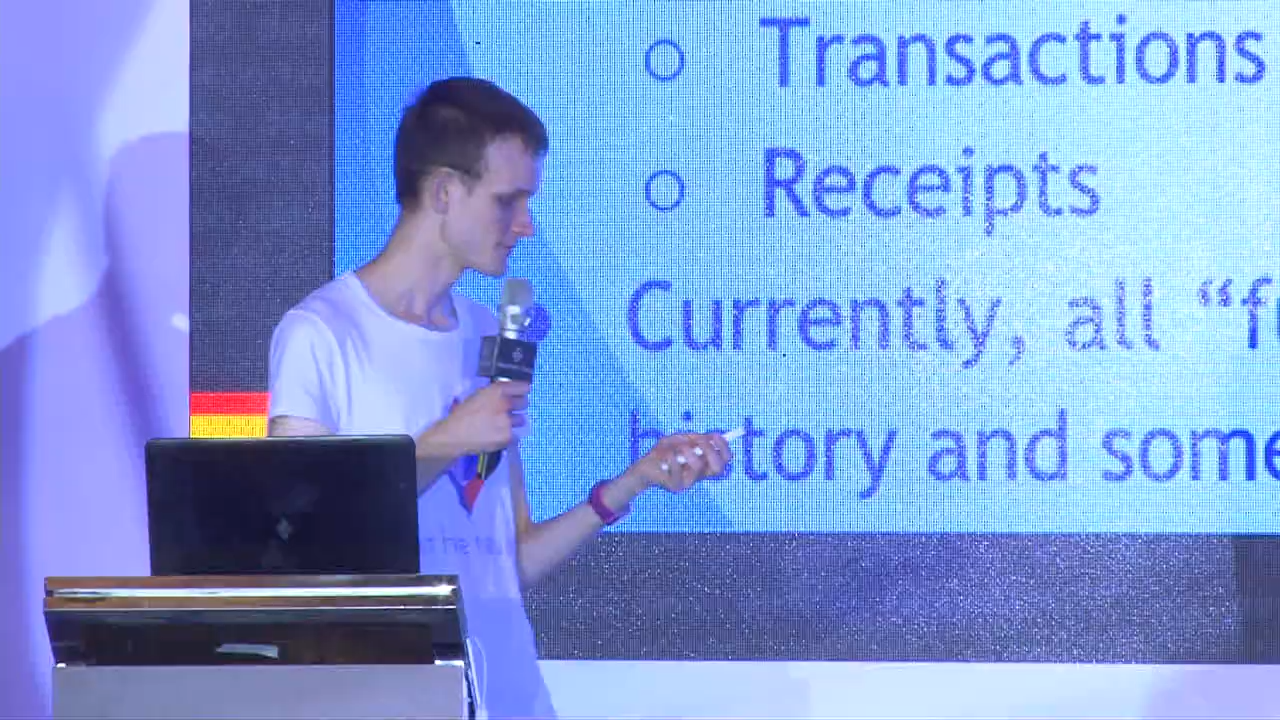 Transactions
Receipts
Currently, all “f
history and some